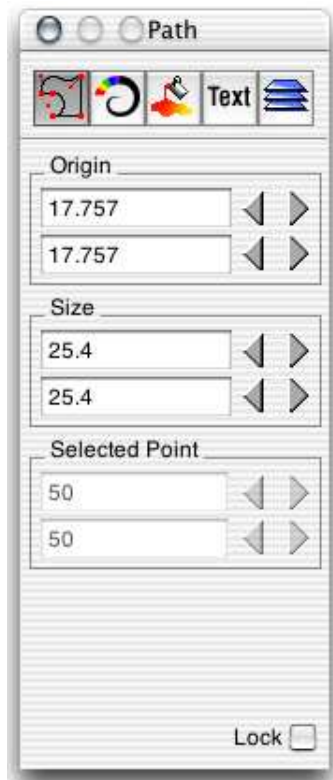 Path
Text
Origin
17.757
17.757
Size
25.4
25.4
Selected Point
50
50
Lock